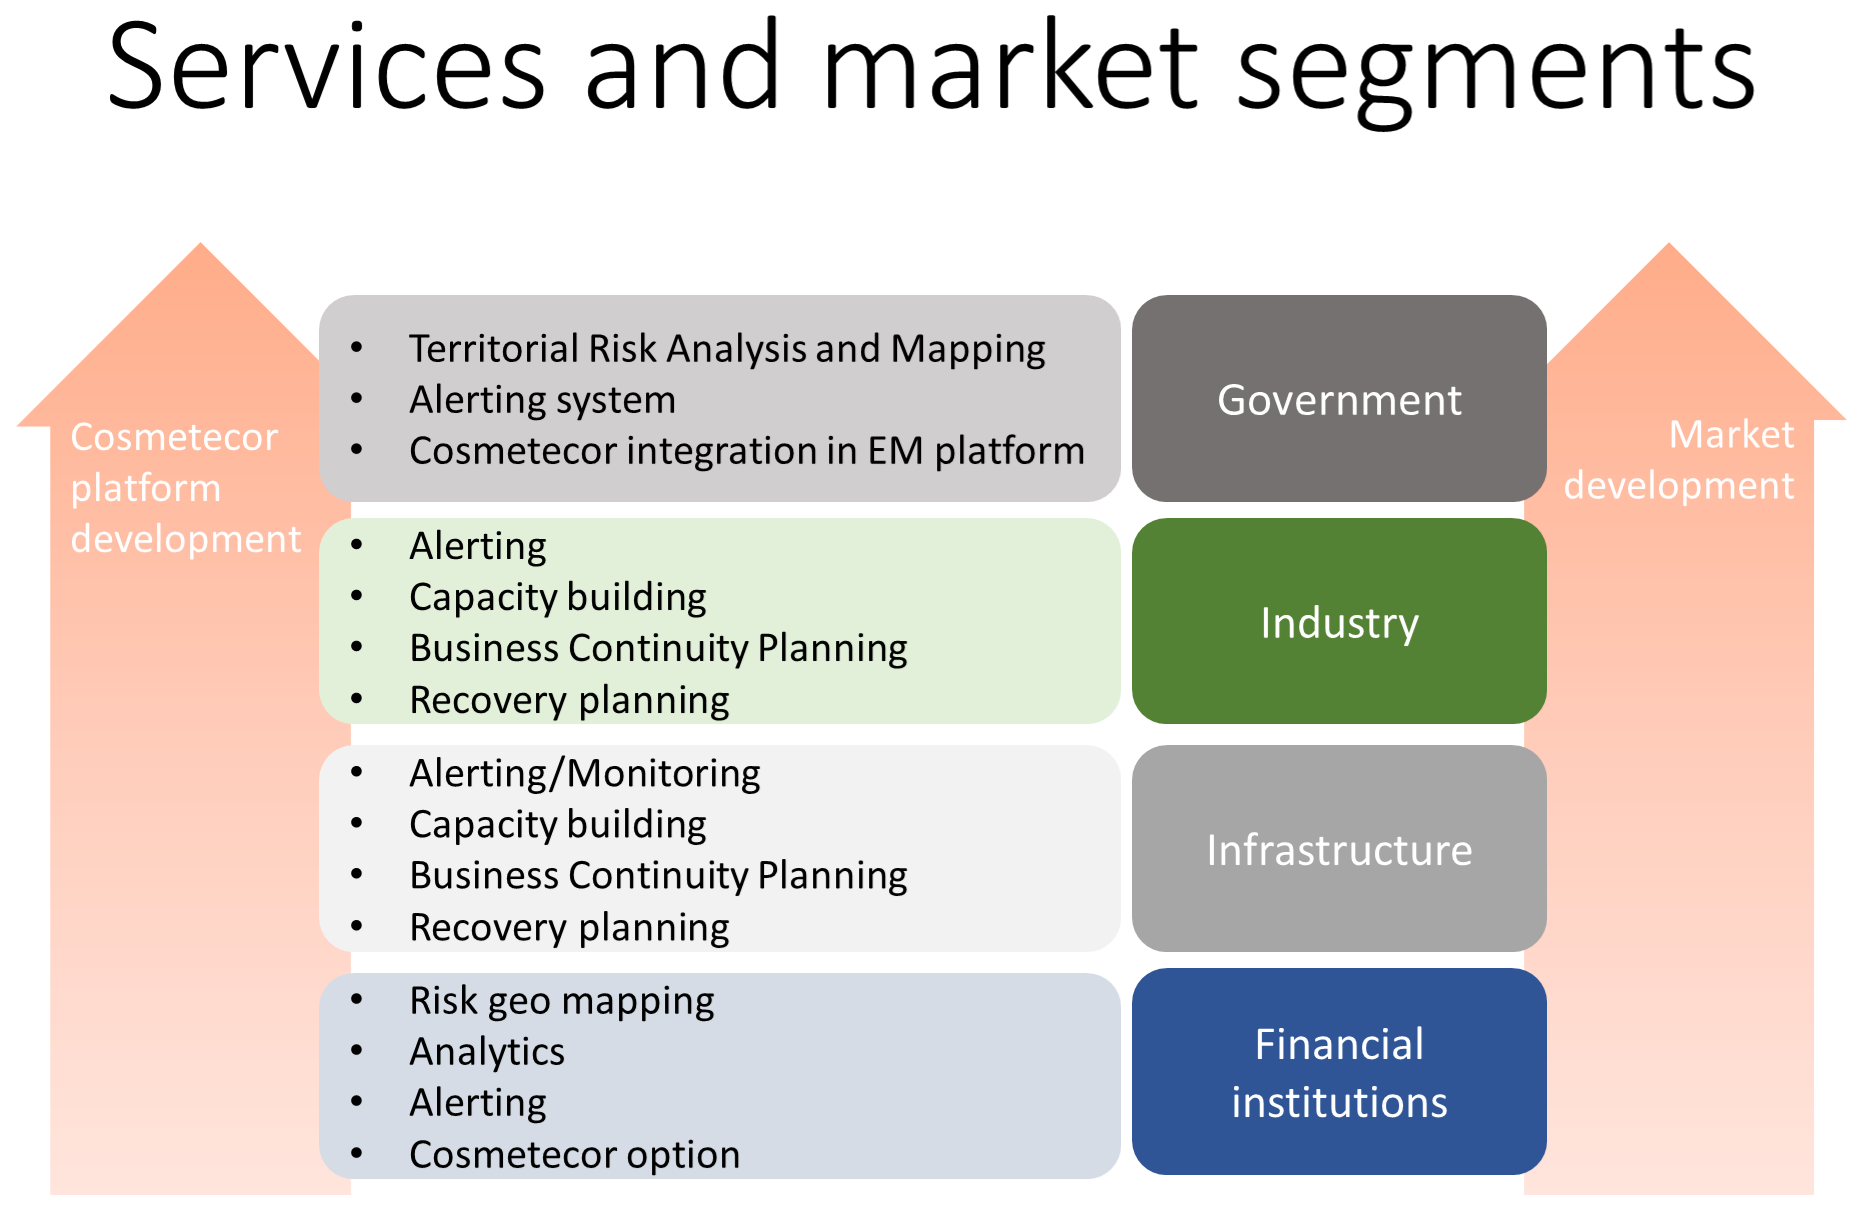 Services and market segments
Cosmetecor
platform
development
• Territorial Risk Analysis and Mapping
• Alerting system
• Cosmetecor integration in EM platform
Government
Market
development
• Alerting
• Capacity building
• Business Continuity Planning
• Recovery planning
Industry
• Alerting/Monitoring
• Capacity building
• Business Continuity Planning
• Recovery planning
Infrastructure
• Risk geo mapping
• Analytics
• Alerting
• Cosmetecor option
Financial
institutions